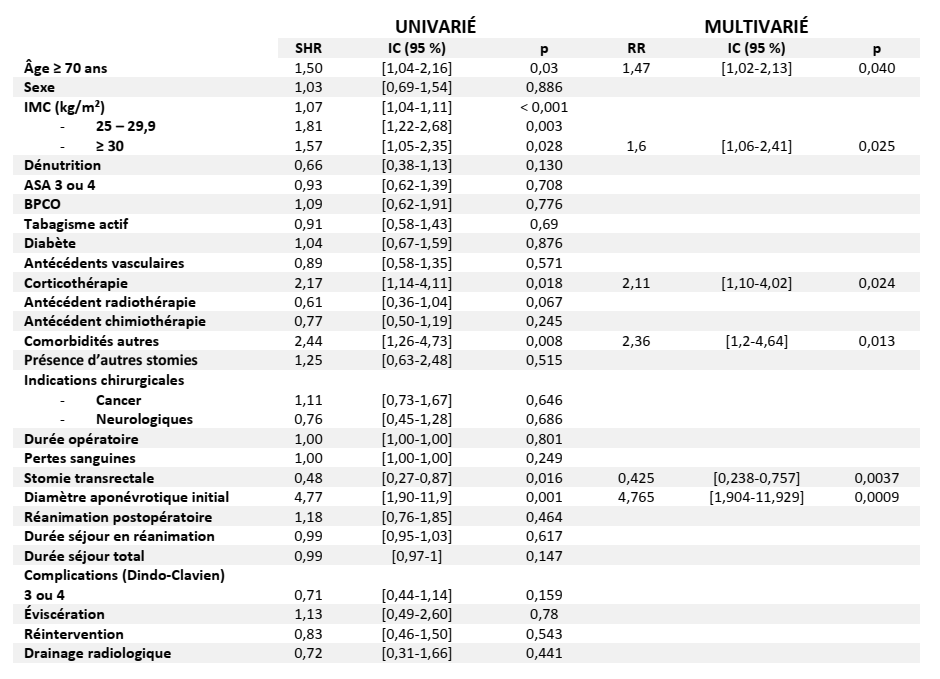 UNIVARIÉ MULTIVARIÉ
SHR IC (95 %) p RR IC (95 %) p
Âge ≥ 70 ans 1,50 [1,04-2,16] 0,03 1,47 [1,02-2,13] 0,040
Sexe 1,03 [0,69-1,54] 0,886
IMC (kg/m²) 1,07 [1,04-1,11] < 0,001
- 25 – 29,9 1,81 [1,22-2,68] 0,003
- ≥ 30 1,57 [1,05-2,35] 0,028 1,6 [1,06-2,41] 0,025
Dénutrition 0,66 [0,38-1,13] 0,130
ASA 3 ou 4 0,93 [0,62-1,39] 0,708
BPCO 1,09 [0,62-1,91] 0,776
Tabagisme actif 0,91 [0,58-1,43] 0,69
Diabète 1,04 [0,67-1,59] 0,876
Antécédents vasculaires 0,89 [0,58-1,35] 0,571
Corticothérapie 2,17 [1,14-4,11] 0,018 2,11 [1,10-4,02] 0,024
Antécédent radiothérapie 0,61 [0,36-1,04] 0,067
Antécédent chimiothérapie 0,77 [0,50-1,19] 0,245
Comorbidités autres 2,44 [1,26-4,73] 0,008 2,36 [1,2-4,64] 0,013
Présence d’autres stomies 1,25 [0,63-2,48] 0,515
Indications chirurgicales
- Cancer 1,11 [0,73-1,67] 0,646
- Neurologiques 0,76 [0,45-1,28] 0,686
Durée opératoire 1,00 [1,00-1,00] 0,801
Pertes sanguines 1,00 [1,00-1,00] 0,249
Stomie transrectale 0,48 [0,27-0,87] 0,016 0,425 [0,238-0,757] 0,0037
Diamètre aponévrotique initial 4,77 [1,90-11,9] 0,001 4,765 [1,904-11,929] 0,0009
Réanimation postopératoire 1,18 [0,76-1,85] 0,464
Durée séjour en réanimation 0,99 [0,95-1,03] 0,617
Durée séjour total 0,99 [0,97-1] 0,147
Complications (Dindo-Clavien)
3 ou 4 0,71 [0,44-1,14] 0,159
Éviscération 1,13 [0,49-2,60] 0,78
Réintervention 0,83 [0,46-1,50] 0,543
Drainage radiologique 0,72 [0,31-1,66] 0,441